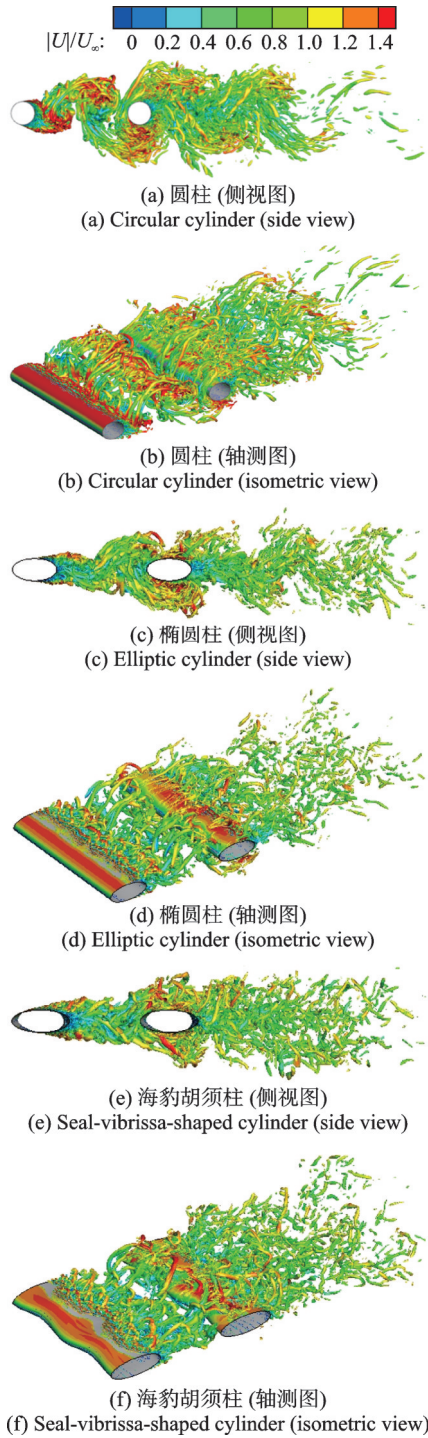 |U|/U∞: 0 0.2 0.4 0.6 0.8 1.0 1.2 1.4
(a) 圆柱 (侧视图)
(a) Circular cylinder (side view)
(b) 圆柱 (轴测图)
(b) Circular cylinder (isometric view)
(c) 椭圆柱 (侧视图)
(c) Elliptic cylinder (side view)
(d) 椭圆柱 (轴测图)
(d) Elliptic cylinder (isometric view)
(e) 海豹胡须柱 (侧视图)
(e) Seal-vibrissa-shaped cylinder (side view)
(f) 海豹胡须柱 (轴测图)
(f) Seal-vibrissa-shaped cylinder (isometric view)